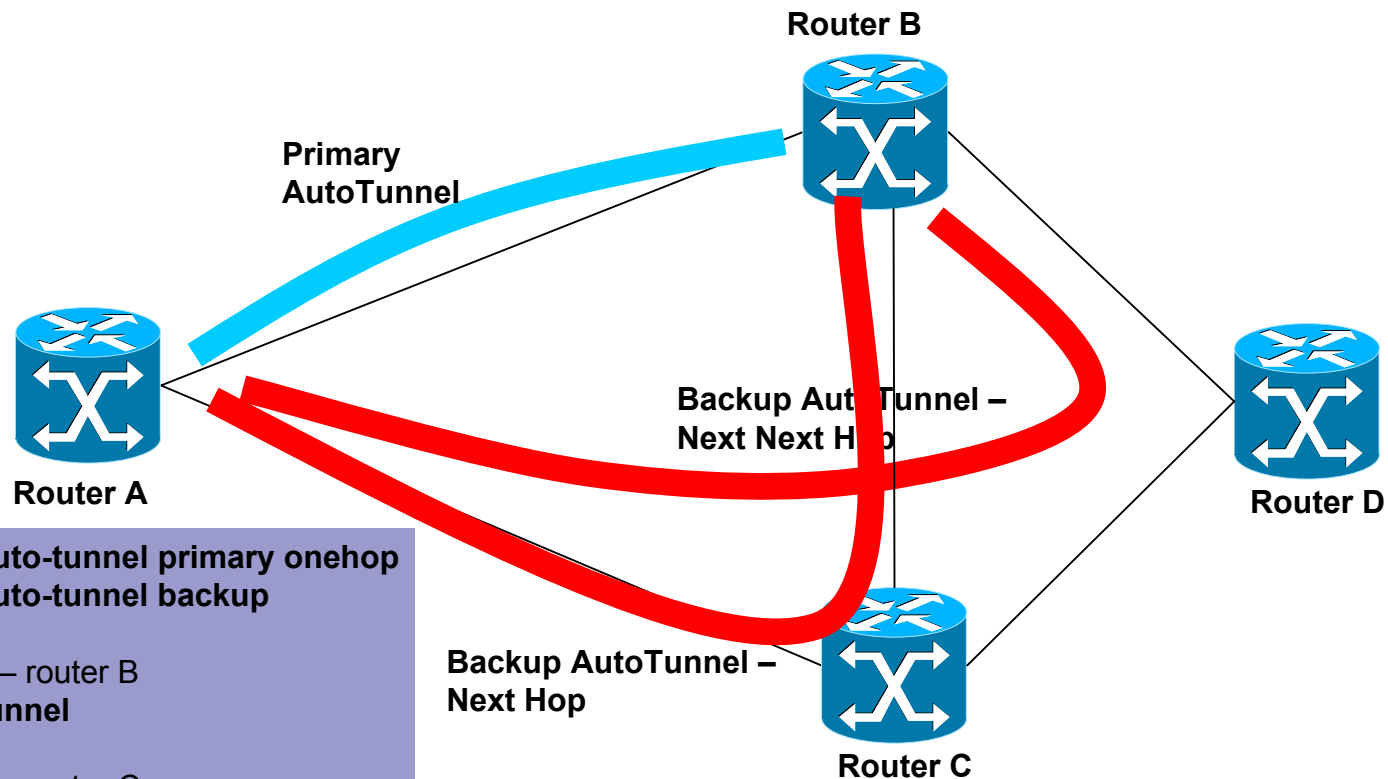 Router B
Primary
AutoTunnel
Backup AutoTunnel –
Next Next Hop
Router A
Router D
uto-tunnel primary onehop
uto-tunnel backup
– router B
unnel
Backup AutoTunnel –
Next Hop
Router C